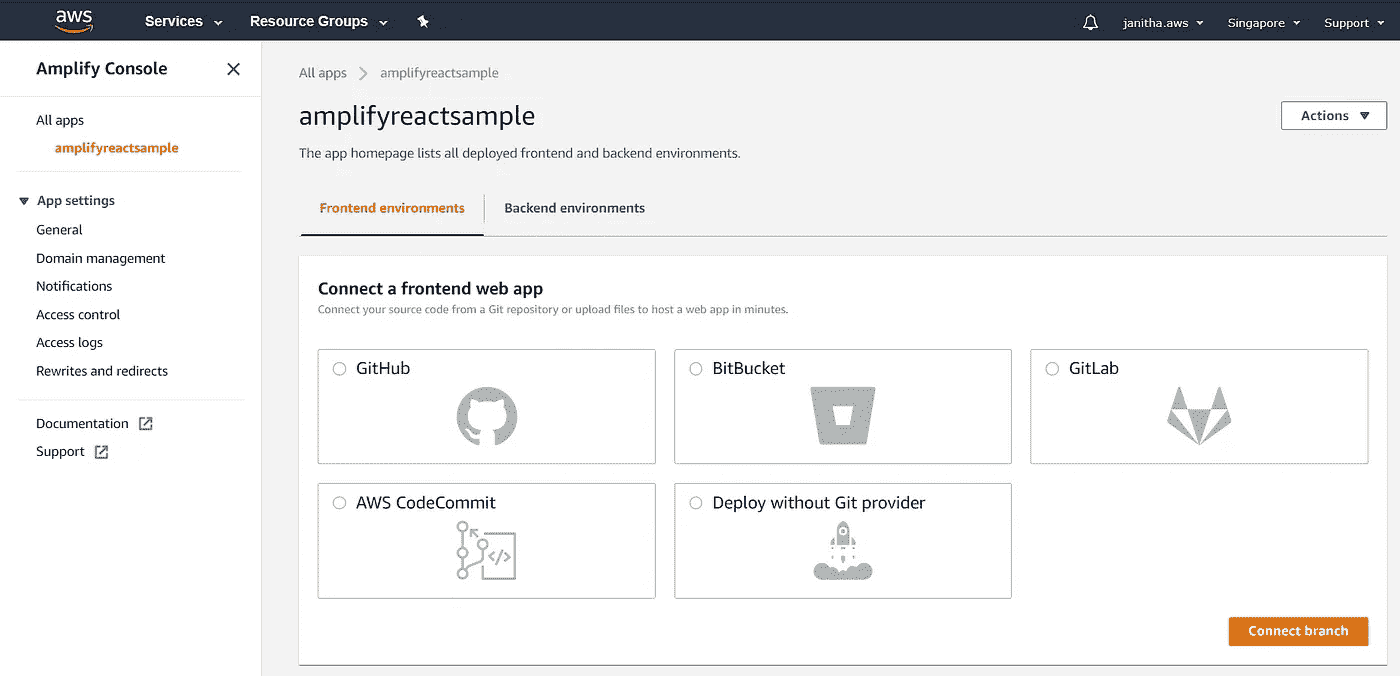 aws Services Resource Groups janitha.aws Singapore Support
Amplify Console
All apps
amplifyreactsample
App settings
General
Domain management
Notifications
Access control
Access logs
Rewrites and redirects
Documentation
Support
All apps amplifyreactsample
amplifyreactsample
Actions
The app homepage lists all deployed frontend and backend environments.
Frontend environments Backend environments
Connect a frontend web app
Connect your source code from a Git repository or upload files to host a web app in minutes.
GitHub BitBucket GitLab
AWS CodeCommit Deploy without Git provider
</>
Connect branch